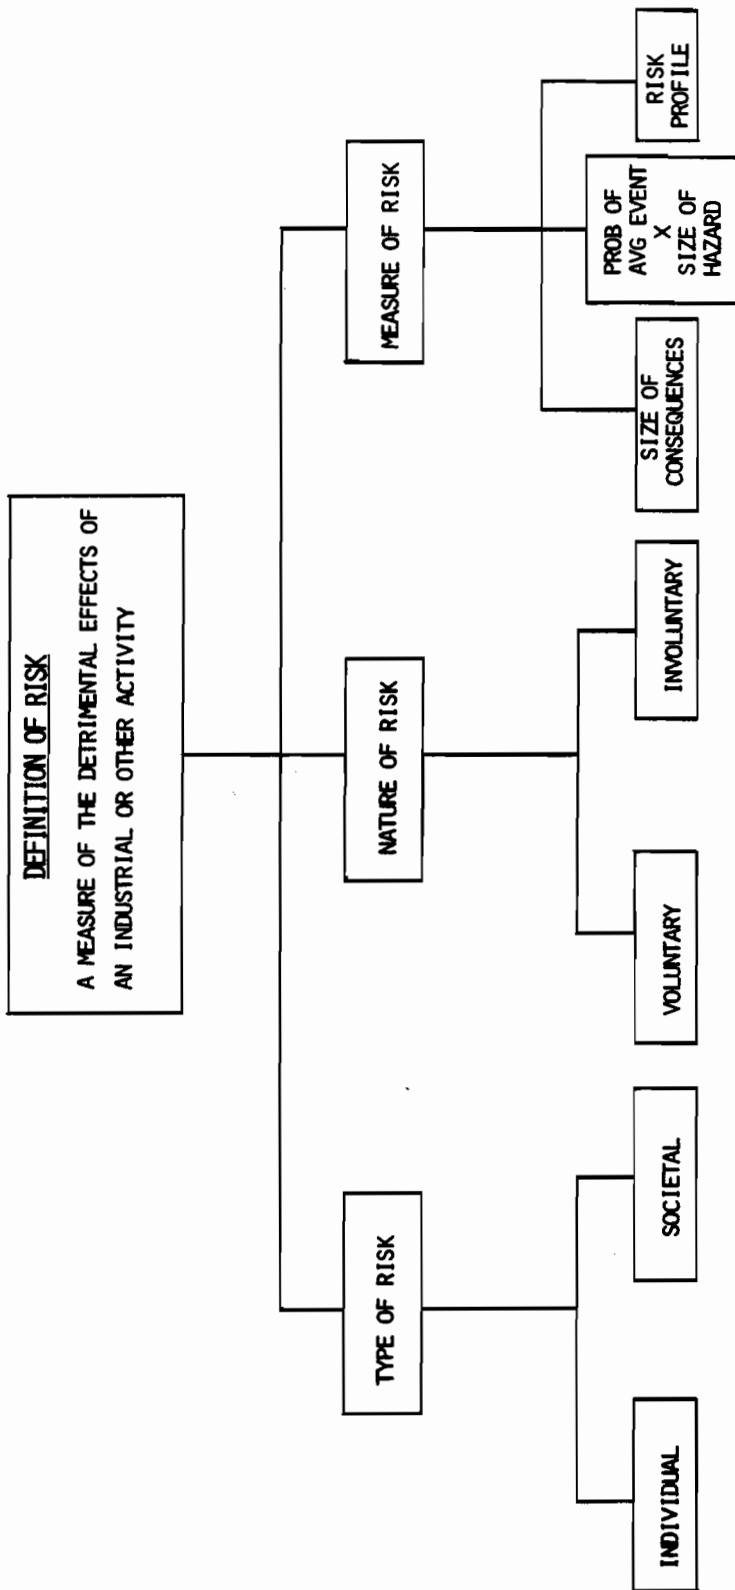 DEFINITION OF RISK
A MEASURE OF THE DETRIMENTAL EFFECTS OF
AN INDUSTRIAL OR OTHER ACTIVITY
TYPE OF RISK
NATURE OF RISK
MEASURE OF RISK
INDIVIDUAL
SOCIETAL
VOLUNTARY
INVOLUNTARY
SIZE OF
CONSEQUENCES
PROB OF
AVG EVENT
X
SIZE OF
HAZARD
RISK
PROFILE